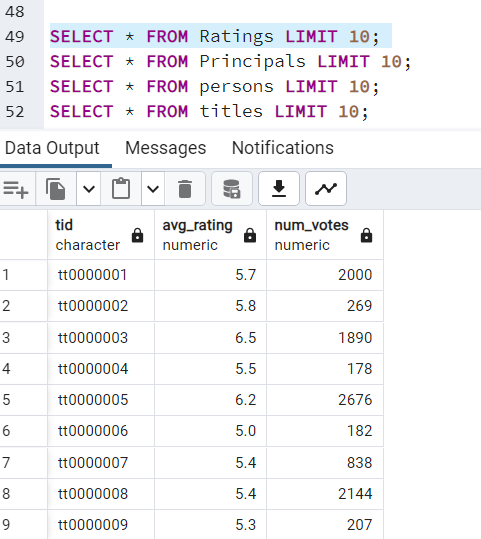 48
49 SELECT * FROM Ratings LIMIT 10;
50 SELECT * FROM Principals LIMIT 10;
51 SELECT * FROM persons LIMIT 10;
52 SELECT * FROM titles LIMIT 10;
Data Output Messages Notifications
tid avg_rating num_votes
character numeric numeric
1 tt0000001 5.7 2000
2 tt0000002 5.8 269
3 tt0000003 6.5 1890
4 tt0000004 5.5 178
5 tt0000005 6.2 2676
6 tt0000006 5.0 182
7 tt0000007 5.4 838
8 tt0000008 5.4 2144
9 tt0000009 5.3 207